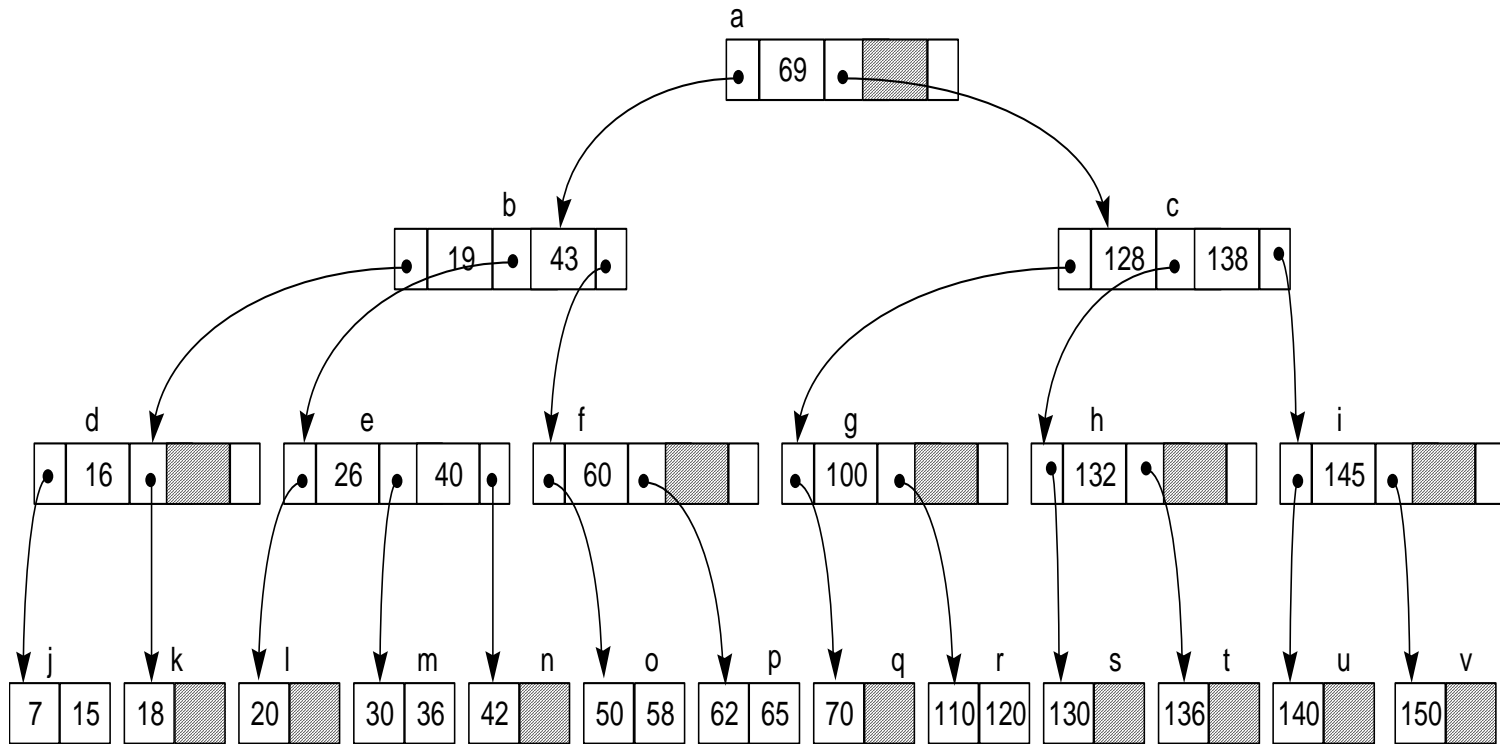 a
69
b c
19 43 128 138
d e f g h i
16 26 40 60 100 132 145
j k l m n o p q r s t u v
7 15 18 20 30 36 42 50 58 62 65 70 110 120 130 136 140 150